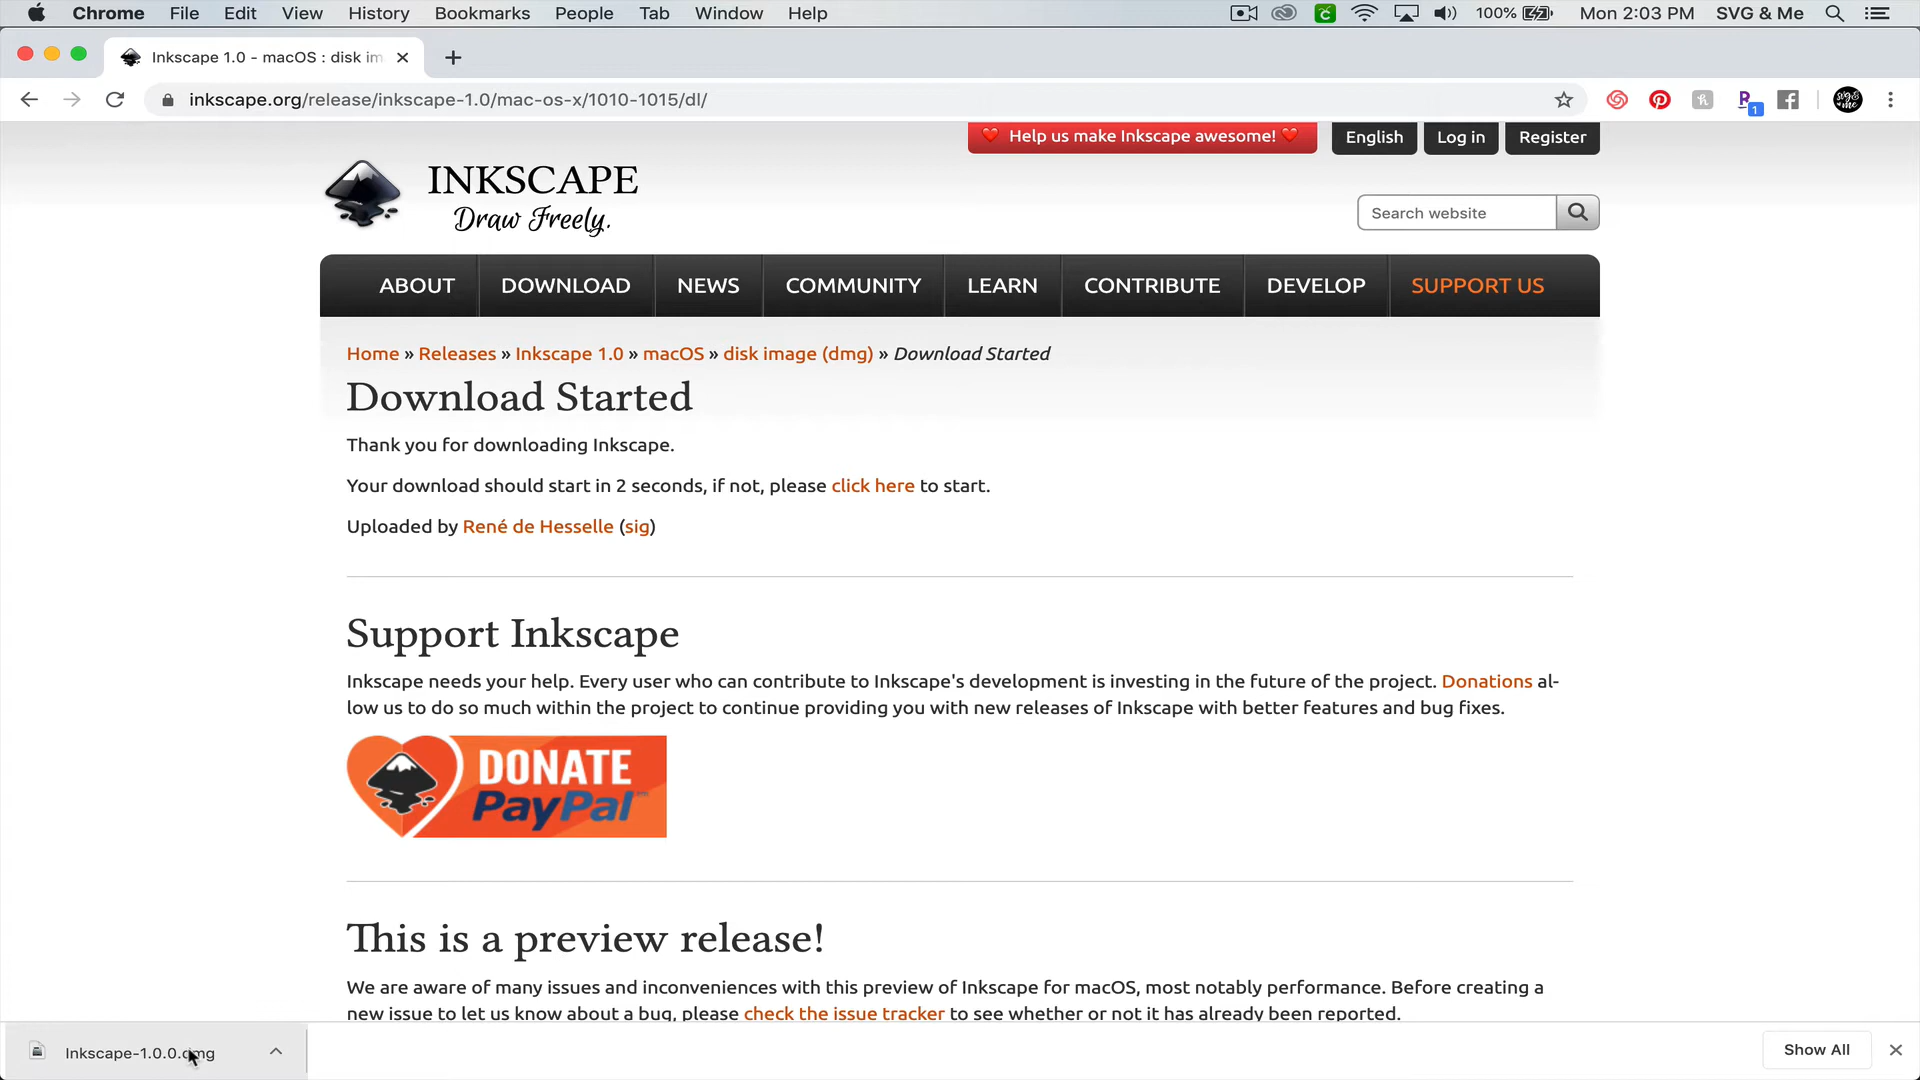 Chrome File Edit View History Bookmarks People Tab Window Help 100% Mon 2:03 PM SVG & Me
Inkscape 1.0 - macOS : disk im
inkscape.org/release/inkscape-1.0/mac-os-x/1010-1015/dl/
Help us make Inkscape awesome! English Log in Register
INKSCAPE
Draw Freely.
Search website
ABOUT DOWNLOAD NEWS COMMUNITY LEARN CONTRIBUTE DEVELOP SUPPORT US
Home » Releases » Inkscape 1.0 » macOS » disk image (dmg) » Download Started
Download Started
Thank you for downloading Inkscape.
Your download should start in 2 seconds, if not, please click here to start.
Uploaded by René de Hesselle (sig)
Support Inkscape
Inkscape needs your help. Every user who can contribute to Inkscape's development is investing in the future of the project. Donations al-
low us to do so much within the project to continue providing you with new releases of Inkscape with better features and bug fixes.
DONATE
PayPal™
This is a preview release!
We are aware of many issues and inconveniences with this preview of Inkscape for macOS, most notably performance. Before creating a
new issue to let us know about a bug, please check the issue tracker to see whether or not it has already been reported.
Inkscape-1.0.0.dmg Show All